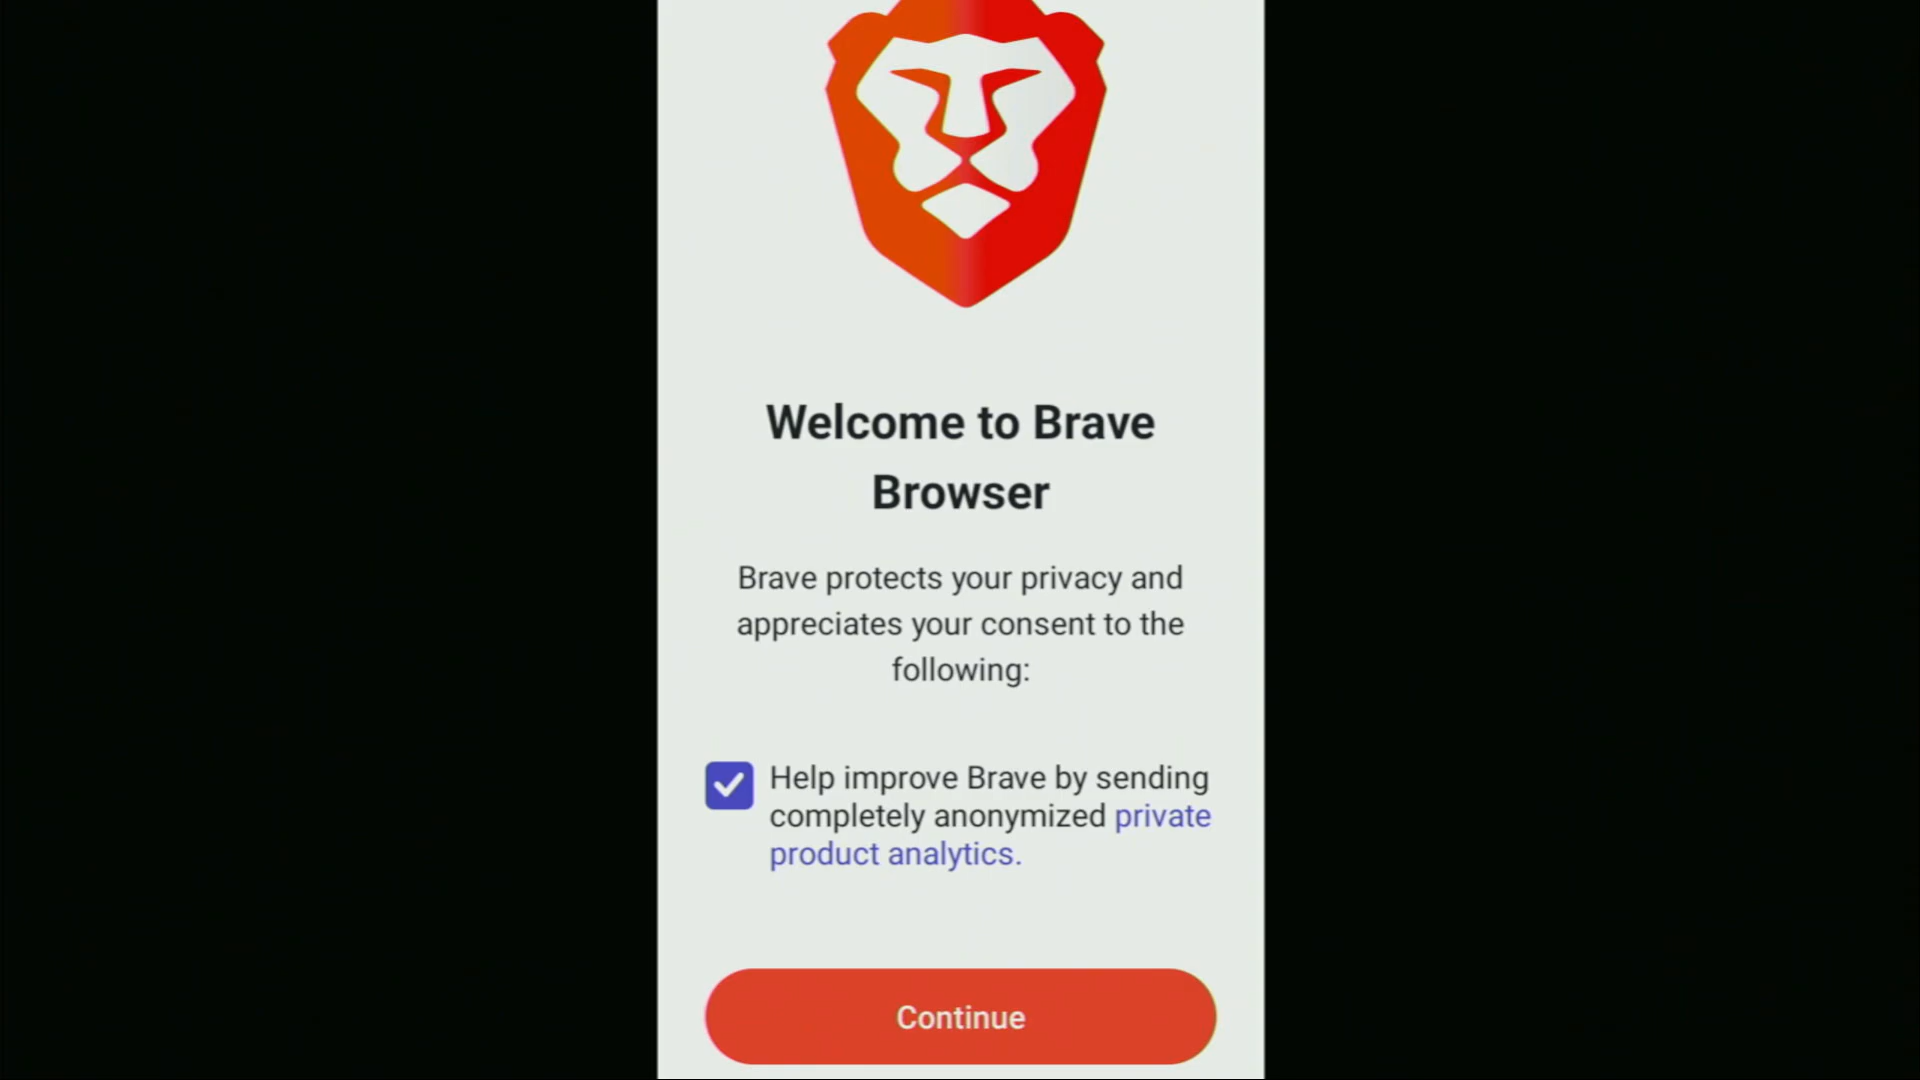 Welcome to Brave
Browser
Brave protects your privacy and
appreciates your consent to the
following:
Help improve Brave by sending
completely anonymized private
product analytics.
Continue